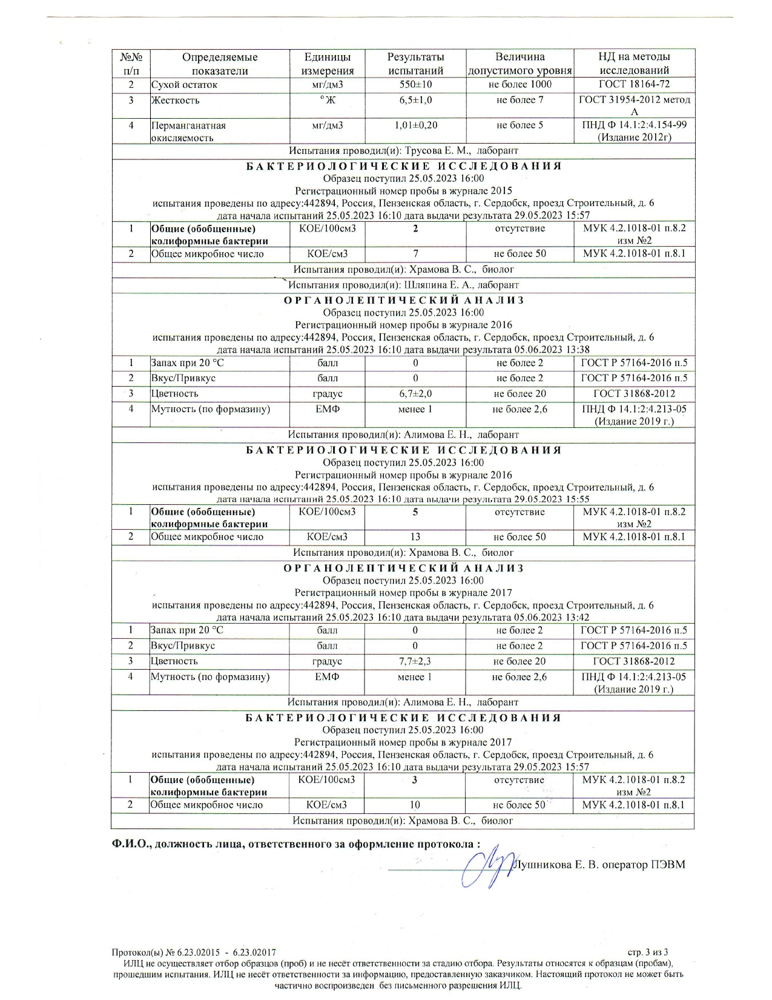 №№ п/п Определяемые показатели Единицы измерения Результаты испытаний Величина допустимого уровня НД на методы исследований
2 Сухой остаток мг/дм3 550±10 не более 1000 ГОСТ 18164-72
3 Жесткость °Ж 6,5±1,0 не более 7 ГОСТ 31954-2012 метод А
4 Перманганатная окисляемость мг/дм3 1,01±0,20 не более 5 ПНД Ф 14.1:2:4.154-99 (Издание 2012г)
Испытания проводил(и): Трусова Е. М., лаборант
БАКТЕРИОЛОГИЧЕСКИЕ ИССЛЕДОВАНИЯ
Образец поступил 25.05.2023 16:00
Регистрационный номер пробы в журнале 2015
испытания проведены по адресу:442894, Россия, Пензенская область, г. Сердобск, проезд Строительный, д. 6
дата начала испытаний 25.05.2023 16:10 дата выдачи результата 29.05.2023 15:57
1 Общие (обобщенные) колиформные бактерии КОЕ/100см3 2 отсутствие МУК 4.2.1018-01 п.8.2 изм №2
2 Общее микробное число КОЕ/см3 7 не более 50 МУК 4.2.1018-01 п.8.1
Испытания проводил(и): Храмова В. С., биолог
Испытания проводил(и): Шляпина Е. А., лаборант
ОРГАНОЛЕПТИЧЕСКИЙ АНАЛИЗ
Образец поступил 25.05.2023 16:00
Регистрационный номер пробы в журнале 2016
испытания проведены по адресу:442894, Россия, Пензенская область, г. Сердобск, проезд Строительный, д. 6
дата начала испытаний 25.05.2023 16:10 дата выдачи результата 05.06.2023 13:38
1 Запах при 20 °С балл 0 не более 2 ГОСТ Р 57164-2016 п.5
2 Вкус/Привкус балл 0 не более 2 ГОСТ Р 57164-2016 п.5
3 Цветность градус 6,7±2,0 не более 20 ГОСТ 31868-2012
4 Мутность (по формазину) ЕМФ менее 1 не более 2,6 ПНД Ф 14.1:2:4.213-05 (Издание 2019 г.)
Испытания проводил(и): Алимова Е. Н., лаборант
БАКТЕРИОЛОГИЧЕСКИЕ ИССЛЕДОВАНИЯ
Образец поступил 25.05.2023 16:00
Регистрационный номер пробы в журнале 2016
испытания проведены по адресу:442894, Россия, Пензенская область, г. Сердобск, проезд Строительный, д. 6
дата начала испытаний 25.05.2023 16:10 дата выдачи результата 29.05.2023 15:55
1 Общие (обобщенные) колиформные бактерии КОЕ/100см3 5 отсутствие МУК 4.2.1018-01 п.8.2 изм №2
2 Общее микробное число КОЕ/см3 13 не более 50 МУК 4.2.1018-01 п.8.1
Испытания проводил(и): Храмова В. С., биолог
ОРГАНОЛЕПТИЧЕСКИЙ АНАЛИЗ
Образец поступил 25.05.2023 16:00
Регистрационный номер пробы в журнале 2017
испытания проведены по адресу:442894, Россия, Пензенская область, г. Сердобск, проезд Строительный, д. 6
дата начала испытаний 25.05.2023 16:10 дата выдачи результата 05.06.2023 13:42
1 Запах при 20 °С балл 0 не более 2 ГОСТ Р 57164-2016 п.5
2 Вкус/Привкус балл 0 не более 2 ГОСТ Р 57164-2016 п.5
3 Цветность градус 7,7±2,3 не более 20 ГОСТ 31868-2012
4 Мутность (по формазину) ЕМФ менее 1 не более 2,6 ПНД Ф 14.1:2:4.213-05 (Издание 2019 г.)
Испытания проводил(и): Алимова Е. Н., лаборант
БАКТЕРИОЛОГИЧЕСКИЕ ИССЛЕДОВАНИЯ
Образец поступил 25.05.2023 16:00
Регистрационный номер пробы в журнале 2017
испытания проведены по адресу:442894, Россия, Пензенская область, г. Сердобск, проезд Строительный, д. 6
дата начала испытаний 25.05.2023 16:10 дата выдачи результата 29.05.2023 15:57
1 Общие (обобщенные) колиформные бактерии КОЕ/100см3 3 отсутствие МУК 4.2.1018-01 п.8.2 изм №2
2 Общее микробное число КОЕ/см3 10 не более 50 МУК 4.2.1018-01 п.8.1
Испытания проводил(и): Храмова В. С., биолог
Ф.И.О., должность лица, ответственного за оформление протокола :
Лушникова Е. В. оператор ПЭВМ
Протокол(ы) № 6.23.02015 - 6.23.02017 стр. 3 из 3
ИЛЦ не осуществляет отбор образцов (проб) и не несёт ответственности за стадию отбора. Результаты относятся к образцам (пробам),
прошедшим испытания. ИЛЦ не несёт ответственности за информацию, предоставленную заказчиком. Настоящий протокол не может быть
частично воспроизведен без письменного разрешения ИЛЦ.